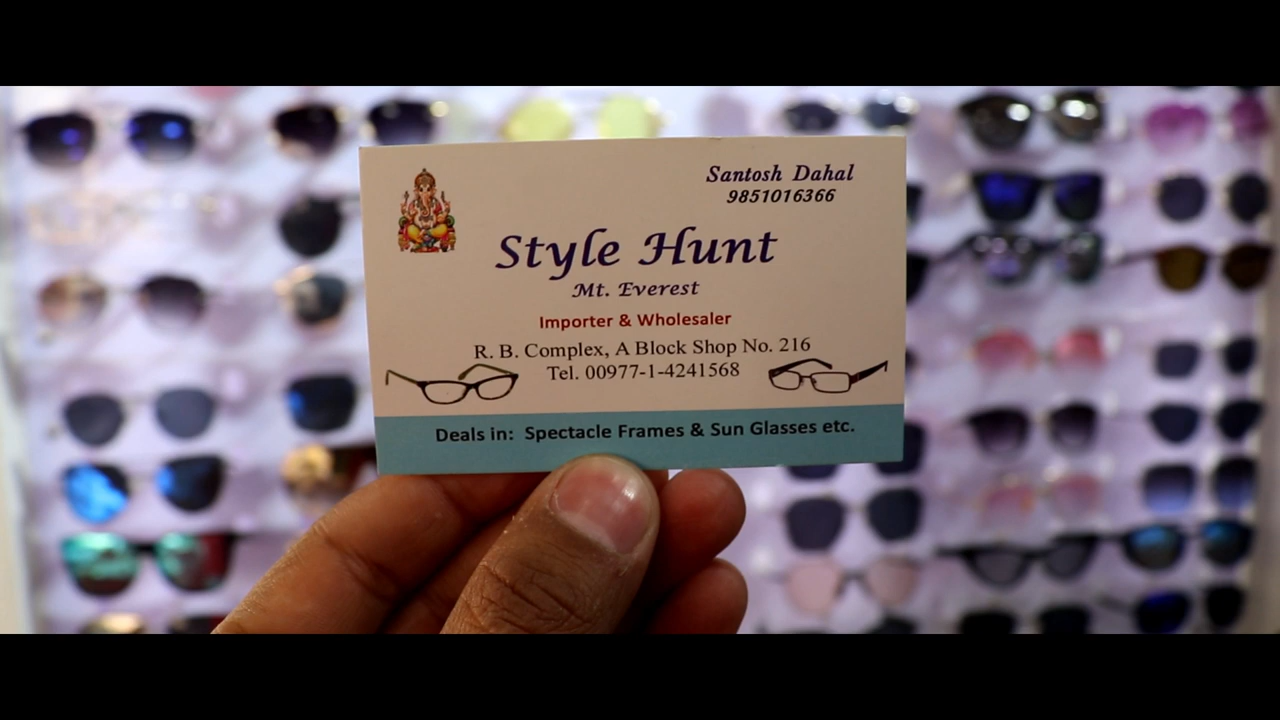 Santosh Dahal
9851016366
Style Hunt
Mt. Everest
Importer & Wholesaler
R. B. Complex, A Block Shop No. 216
Tel. 00977-1-4241568
Deals in: Spectacle Frames & Sun Glasses etc.